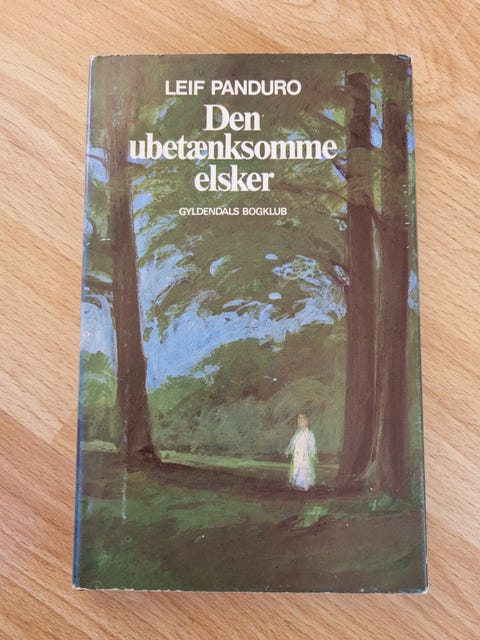 LEIF PANDURO
Den
ubetænksomme
elsker
GYLDENDALS BOGKLUB